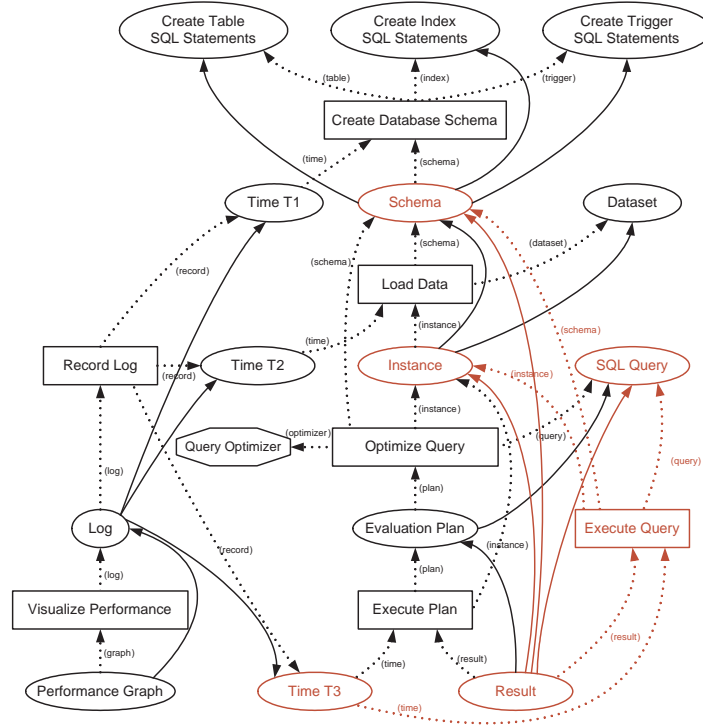 Create Table
SQL Statements
Create Index
SQL Statements
Create Trigger
SQL Statements
(table)
(index)
(trigger)
Create Database Schema
(time)
(schema)
Time T1
Schema
Dataset
(schema)
(dataset)
(record)
(schema)
Load Data
(schema)
(time)
(instance)
Record Log
(record)
Time T2
Instance
(instance)
SQL Query
(instance)
(optimizer)
Query Optimizer
Optimize Query
(query)
(query)
(log)
(plan)
Log
(record)
Evaluation Plan
(instance)
Execute Query
(log)
(plan)
Visualize Performance
Execute Plan
(result)
(graph)
(time)
(result)
Performance Graph
Time T3
(time)
Result